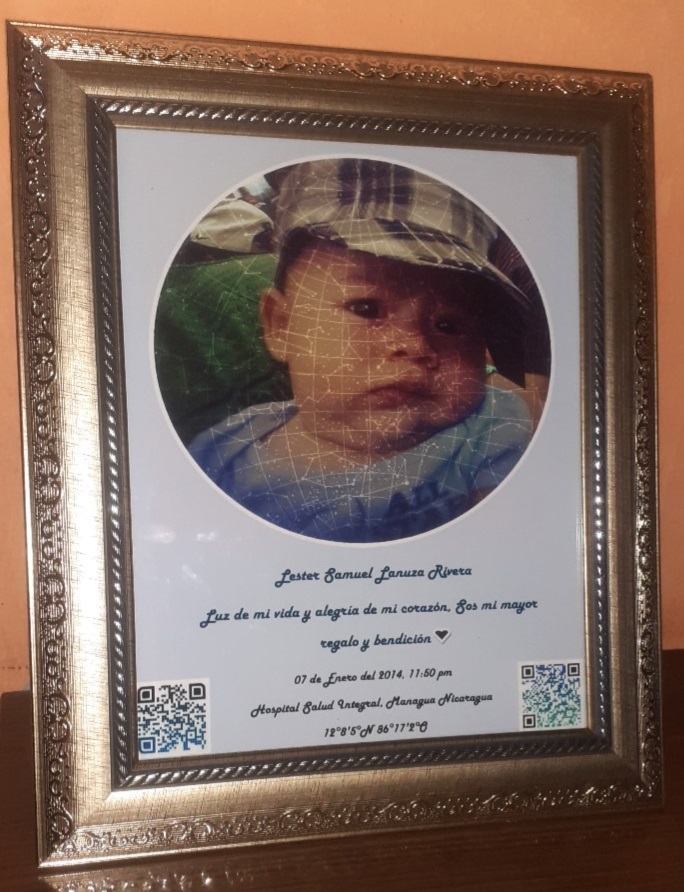 Lester Samuel Lanuza Rivera
Luz de mi vida y alegría de mi corazón, Sos mi mayor
regalo y bendición
07 de Enero del 2014, 11:50 pm
Hospital Salud Integral, Managua Nicaragua
12°8'5"N 86°17'2"O